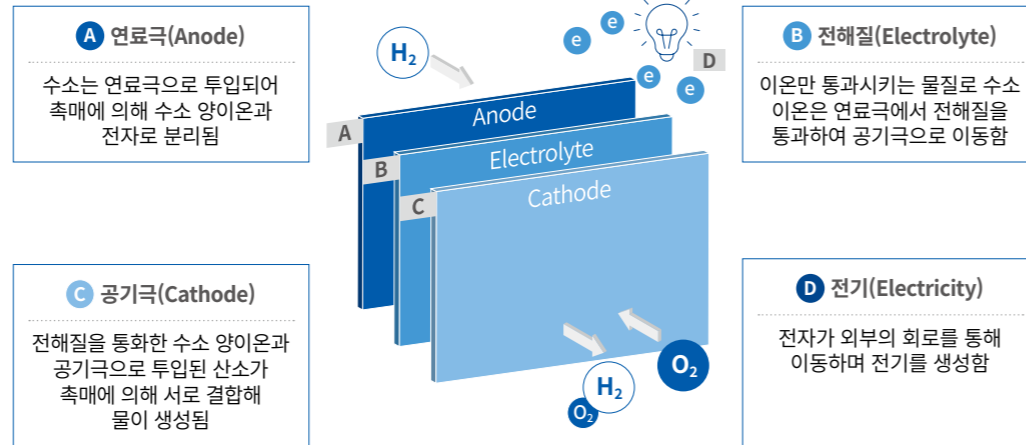 A 연료극(Anode)
수소는 연료극으로 투입되어
촉매에 의해 수소 양이온과
전자로 분리됨
H₂
e
e
e
e
D
A
Anode
B
Electrolyte
C
Cathode
O₂
H₂
O₂
B 전해질(Electrolyte)
이온만 통과시키는 물질로 수소
이온은 연료극에서 전해질을
통과하여 공기극으로 이동함
C 공기극(Cathode)
전해질을 통화한 수소 양이온과
공기극으로 투입된 산소가
촉매에 의해 서로 결합해
물이 생성됨
D 전기(Electricity)
전자가 외부의 회로를 통해
이동하며 전기를 생성함